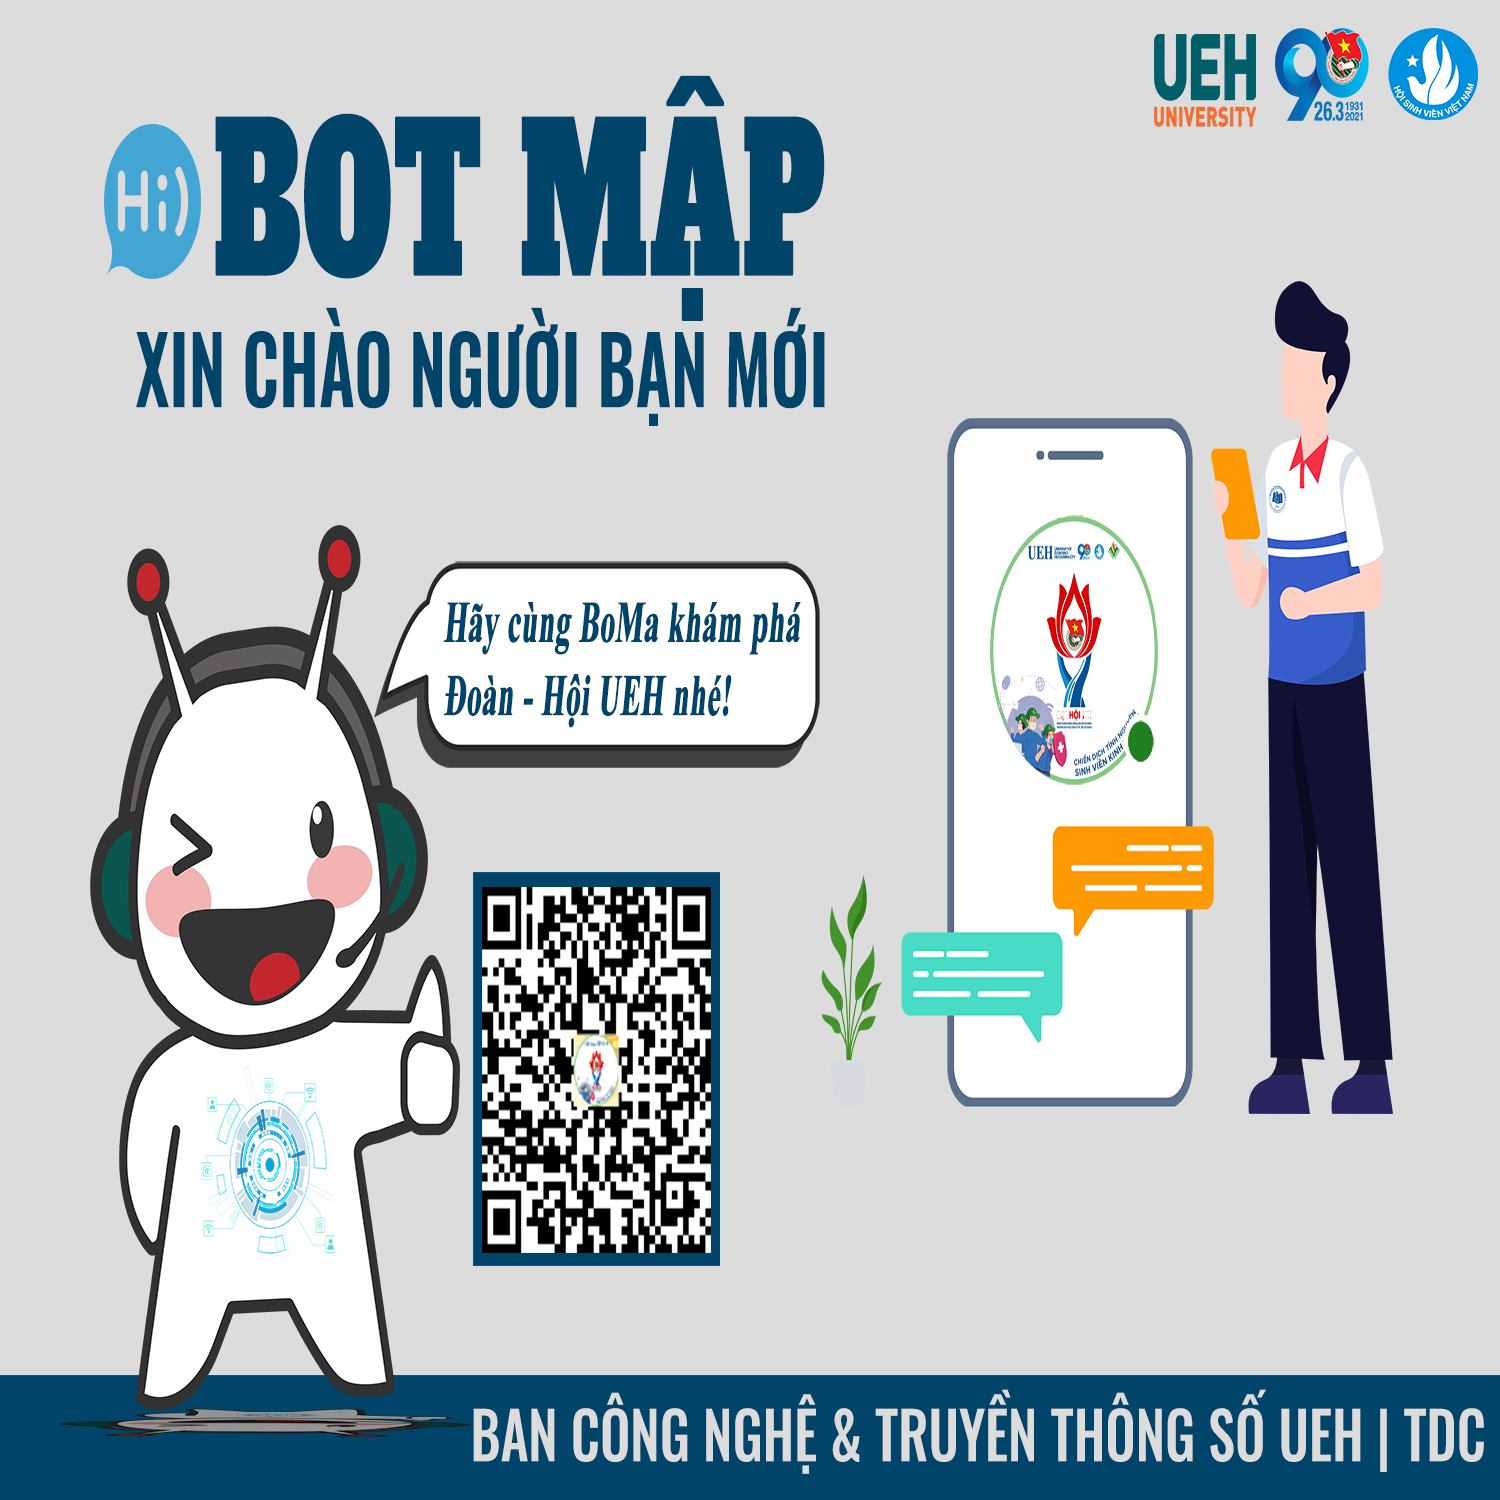 UEH
UNIVERSITY
90
26.3
1931
2021
HỘI SINH VIÊN VIỆT NAM
Hi
BOT MẬP
XIN CHÀO NGƯỜI BẠN MỚI
Hãy cùng BoMa khám phá
Đoàn - Hội UEH nhé!
UEH
90
HỘI
CHIẾN DỊCH TÌNH
SINH VIÊN KINH
BAN CÔNG NGHỆ & TRUYỀN THÔNG SỐ UEH | TDC